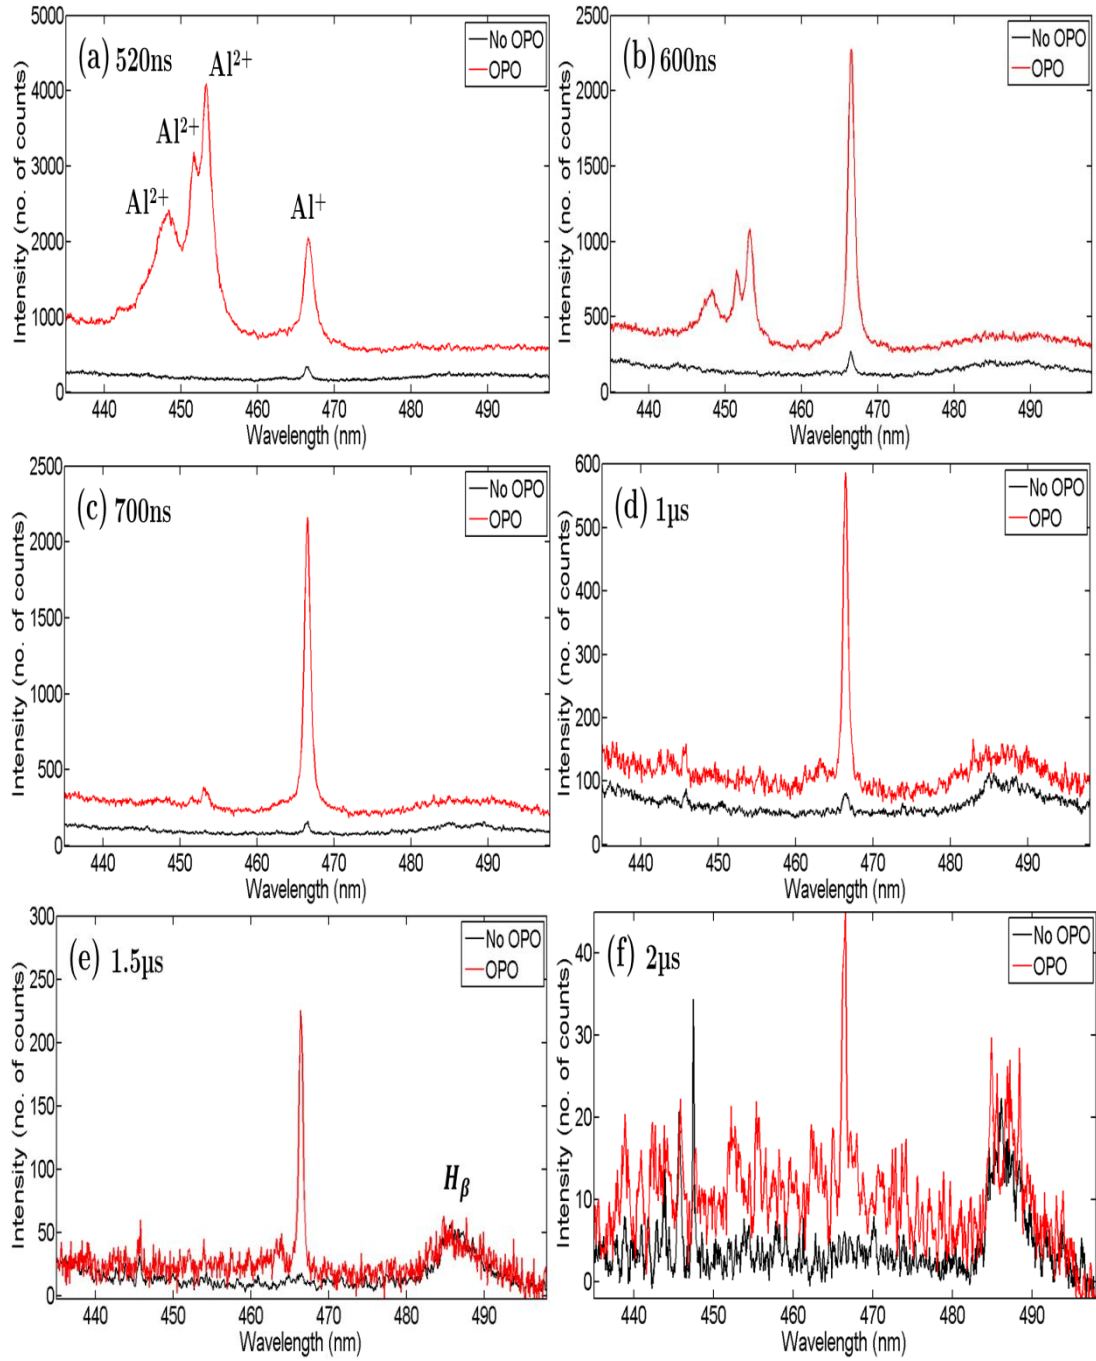 (a) 520ns
No OPO
OPO
Al2+
Al2+
Al2+
Al+
5000
4000
3000
2000
1000
0
440 450 460 470 480 490
Wavelength (nm)
Intensity (no. of counts)
(b) 600ns
No OPO
OPO
2500
2000
1500
1000
500
0
440 450 460 470 480 490
Wavelength (nm)
Intensity (no. of counts)
(c) 700ns
No OPO
OPO
2500
2000
1500
1000
500
0
440 450 460 470 480 490
Wavelength (nm)
Intensity (no. of counts)
(d) 1μs
No OPO
OPO
600
500
400
300
200
100
0
440 450 460 470 480 490
Wavelength (nm)
Intensity (no. of counts)
(e) 1.5μs
No OPO
OPO
Hβ
300
250
200
150
100
50
0
440 450 460 470 480 490
Wavelength (nm)
Intensity (no. of counts)
(f) 2μs
No OPO
OPO
40
30
20
10
0
440 450 460 470 480 490
Wavelength (nm)
Intensity (no. of counts)